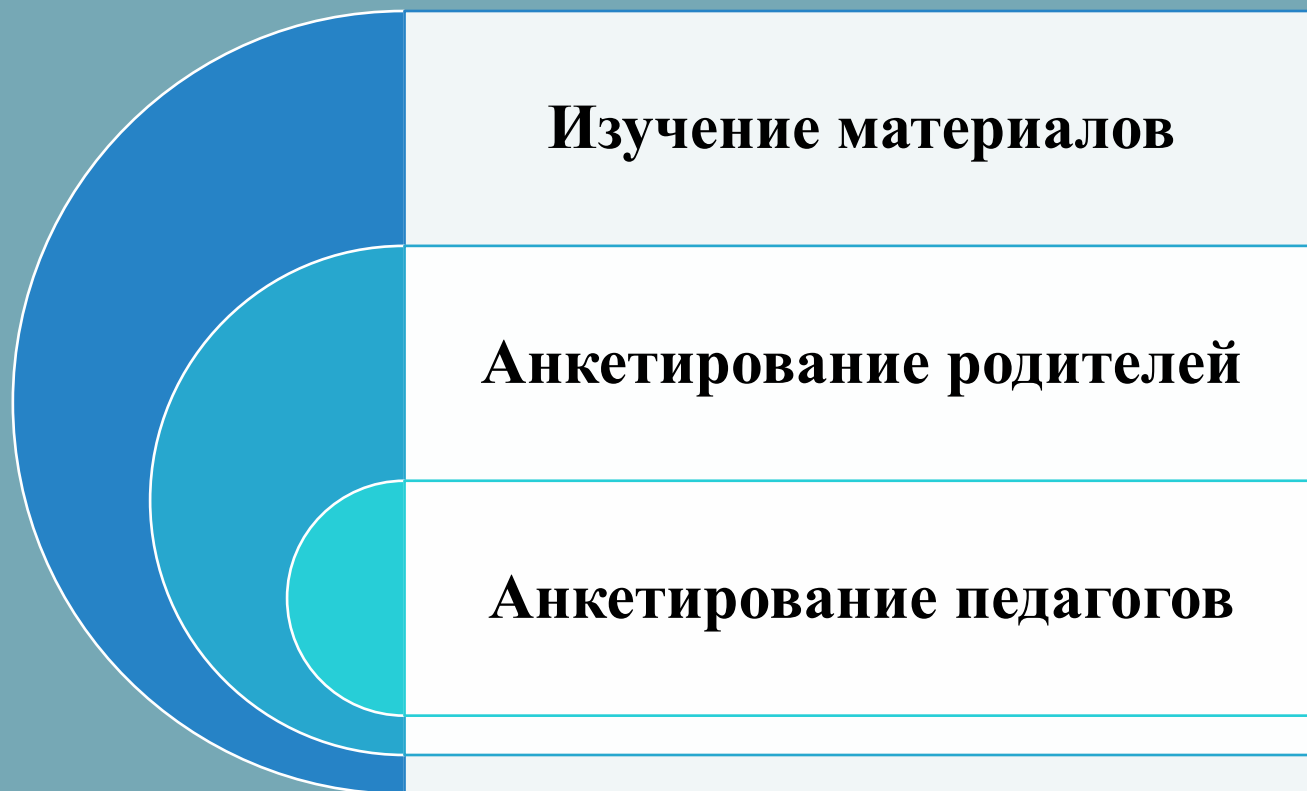 Изучение материалов
Анкетирование родителей
Анкетирование педагогов